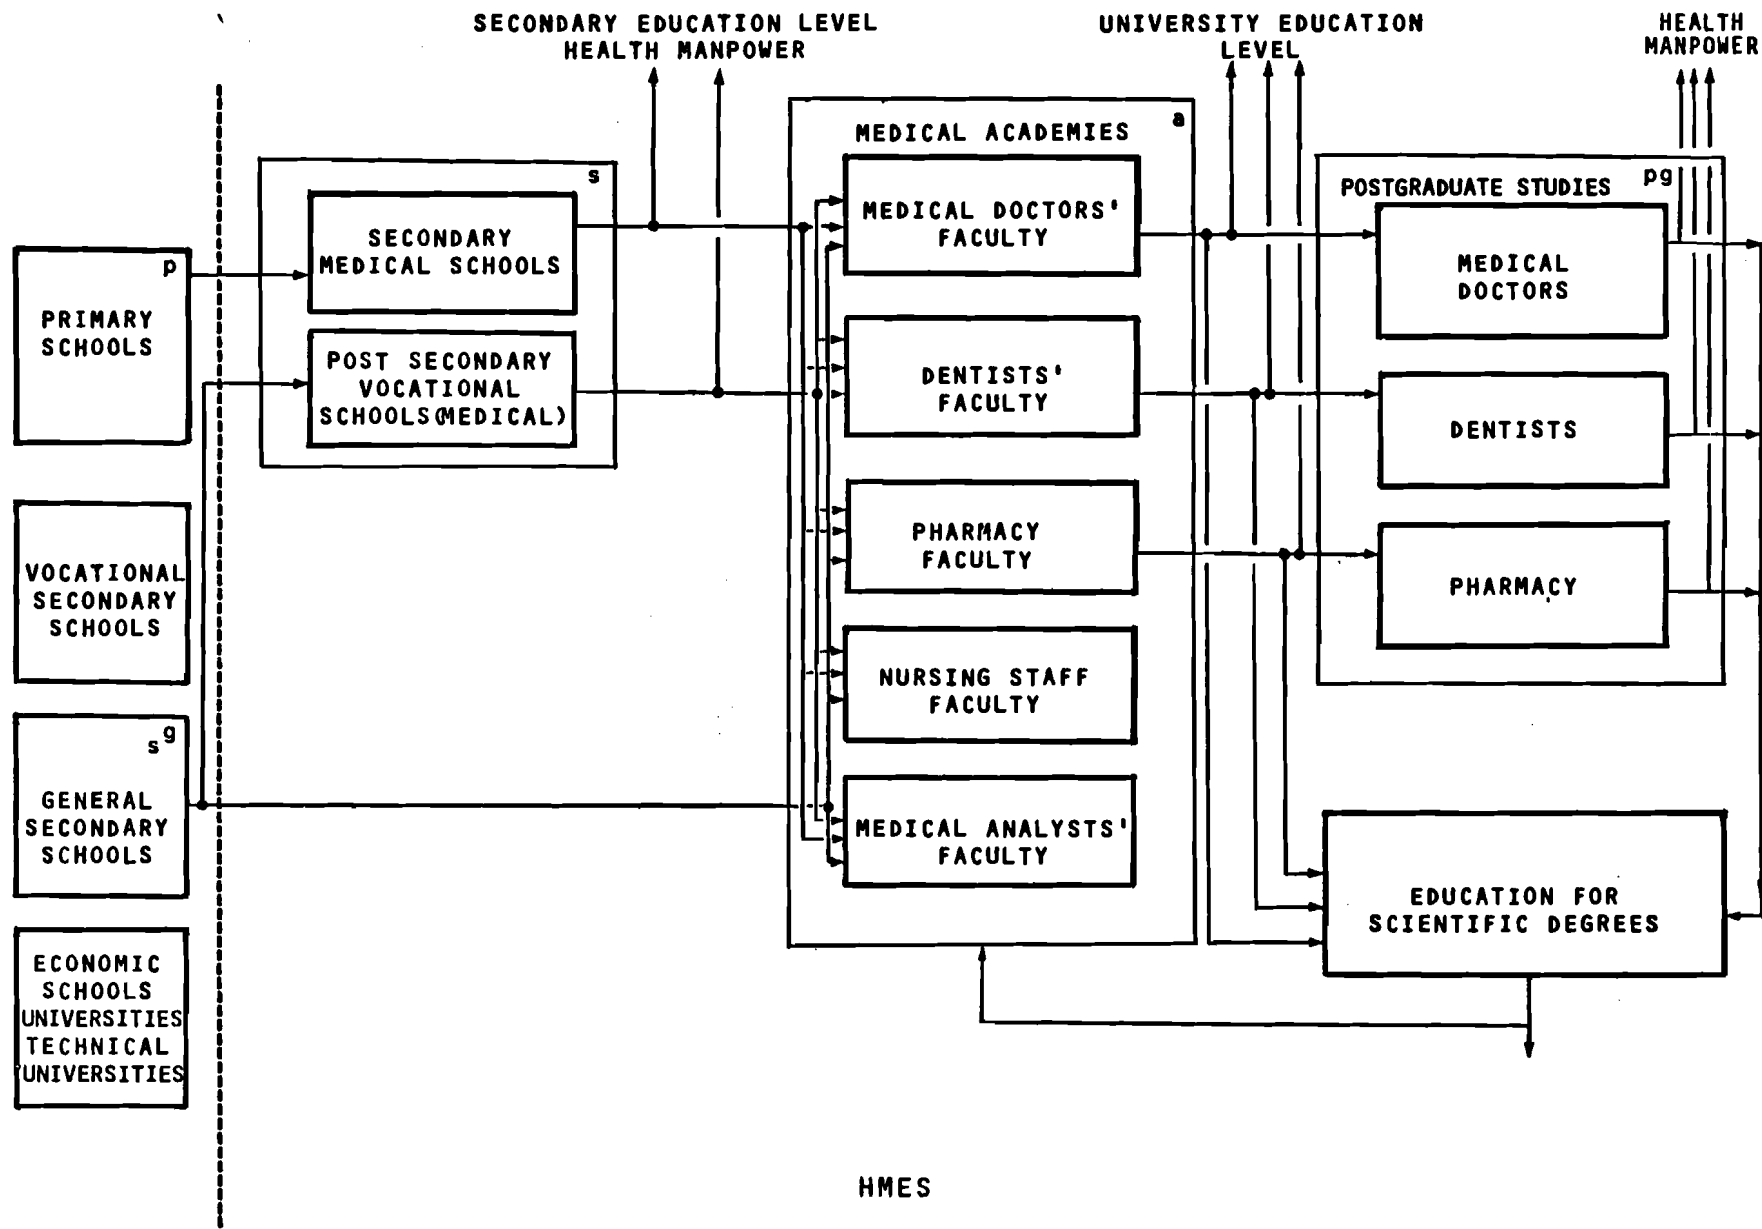 SECONDARY EDUCATION LEVEL
HEALTH MANPOWER
UNIVERSITY EDUCATION
LEVEL
HEALTH
MANPOWER
p
PRIMARY
SCHOOLS
VOCATIONAL
SECONDARY
SCHOOLS
s g
GENERAL
SECONDARY
SCHOOLS
ECONOMIC
SCHOOLS
UNIVERSITIES
TECHNICAL
UNIVERSITIES
s
SECONDARY
MEDICAL SCHOOLS
POST SECONDARY
VOCATIONAL
SCHOOLS(MEDICAL)
a
MEDICAL ACADEMIES
MEDICAL DOCTORS'
FACULTY
DENTISTS'
FACULTY
PHARMACY
FACULTY
NURSING STAFF
FACULTY
MEDICAL ANALYSTS'
FACULTY
POSTGRADUATE STUDIES pg
MEDICAL
DOCTORS
DENTISTS
PHARMACY
EDUCATION FOR
SCIENTIFIC DEGREES
HMES